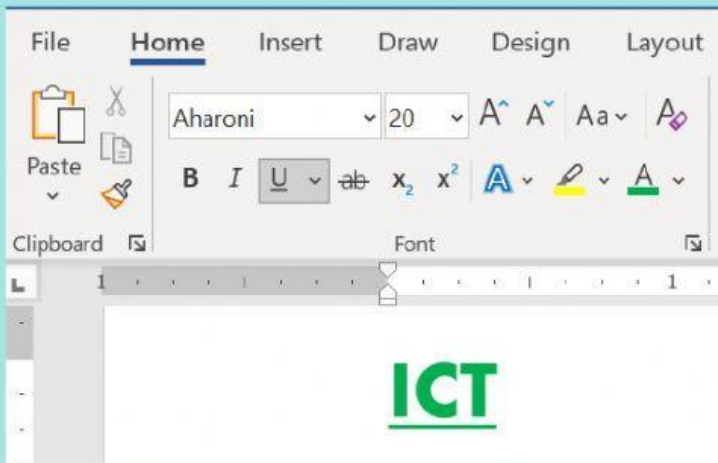 File Home Insert Draw Design Layout
Aharoni 20 A A Aa A
Paste B I U ab x2 x2 A A
Clipboard Font
1 1
ICT